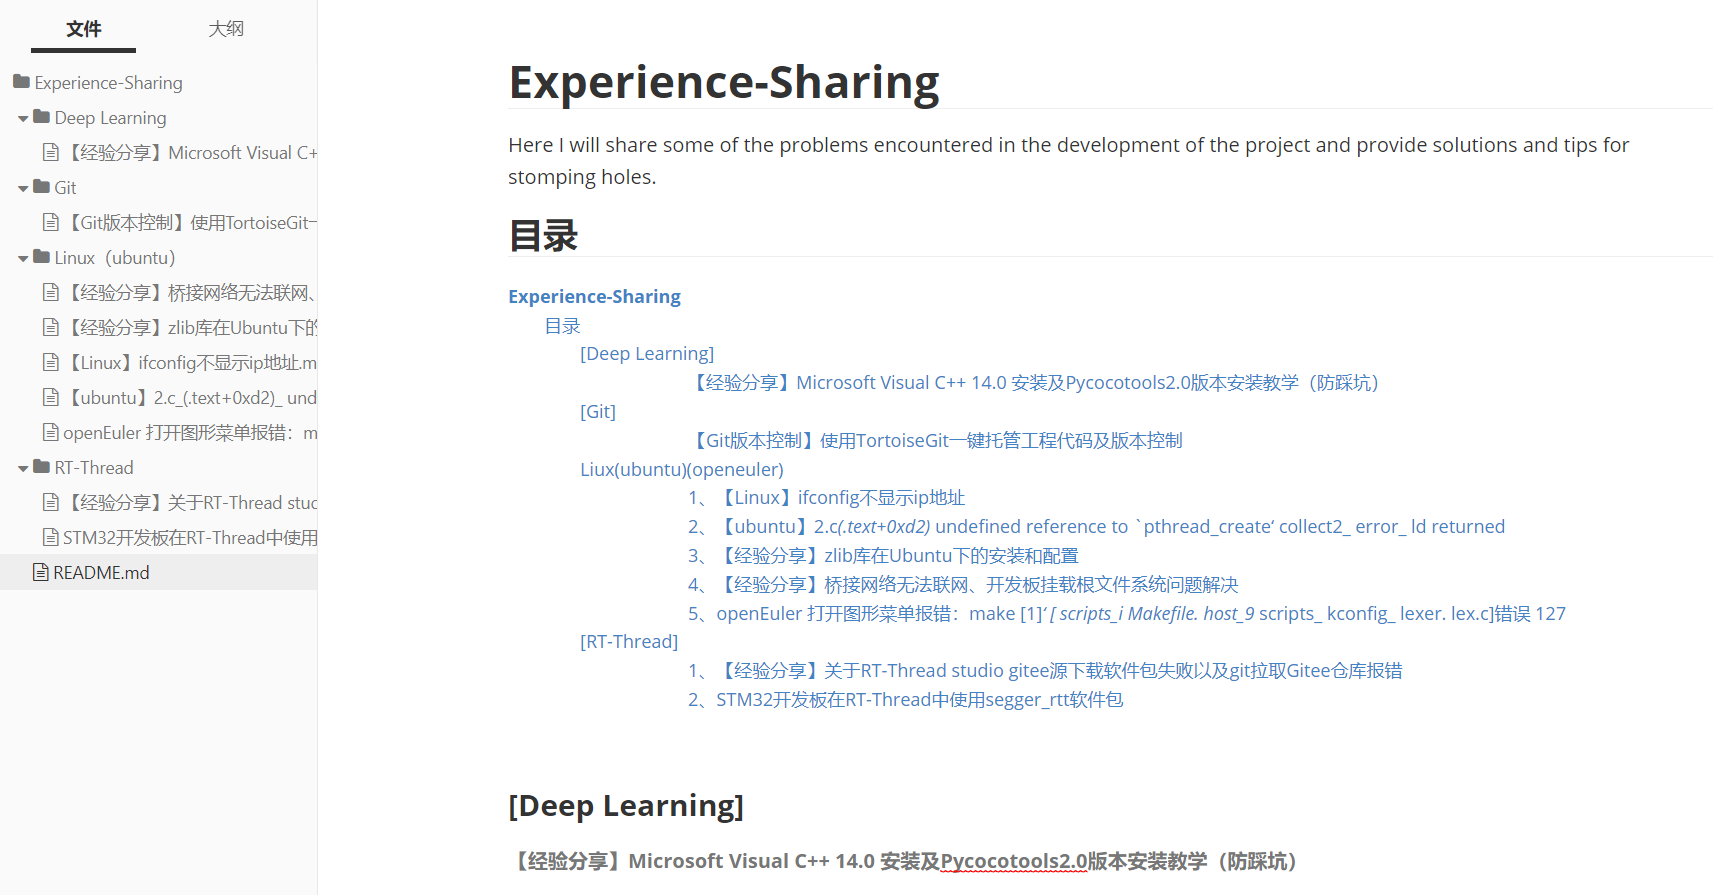 文件 大纲
Experience-Sharing
Deep Learning
【经验分享】Microsoft Visual C+
Git
【Git版本控制】使用TortoiseGit一
Linux（ubuntu）
【经验分享】桥接网络无法联网、
【经验分享】zlib库在Ubuntu下的
【Linux】ifconfig不显示ip地址.m
【ubuntu】2.c_(.text+0xd2)_ und
openEuler 打开图形菜单报错：m
RT-Thread
【经验分享】关于RT-Thread stud
STM32开发板在RT-Thread中使用
README.md
Experience-Sharing
Here I will share some of the problems encountered in the development of the project and provide solutions and tips for
stomping holes.
目录
Experience-Sharing
目录
[Deep Learning]
【经验分享】Microsoft Visual C++ 14.0 安装及Pycocotools2.0版本安装教学（防踩坑）
[Git]
【Git版本控制】使用TortoiseGit一键托管工程代码及版本控制
Liux(ubuntu)(openeuler)
1、【Linux】ifconfig不显示ip地址
2、【ubuntu】2.c(.text+0xd2) undefined reference to `pthread_create‘ collect2_ error_ ld returned
3、【经验分享】zlib库在Ubuntu下的安装和配置
4、【经验分享】桥接网络无法联网、开发板挂载根文件系统问题解决
5、openEuler 打开图形菜单报错：make [1]‘ [ scripts_i Makefile. host_9 scripts_ kconfig_ lexer. lex.c]错误 127
[RT-Thread]
1、【经验分享】关于RT-Thread studio gitee源下载软件包失败以及git拉取Gitee仓库报错
2、STM32开发板在RT-Thread中使用segger_rtt软件包
[Deep Learning]
【经验分享】Microsoft Visual C++ 14.0 安装及Pycocotools2.0版本安装教学（防踩坑）